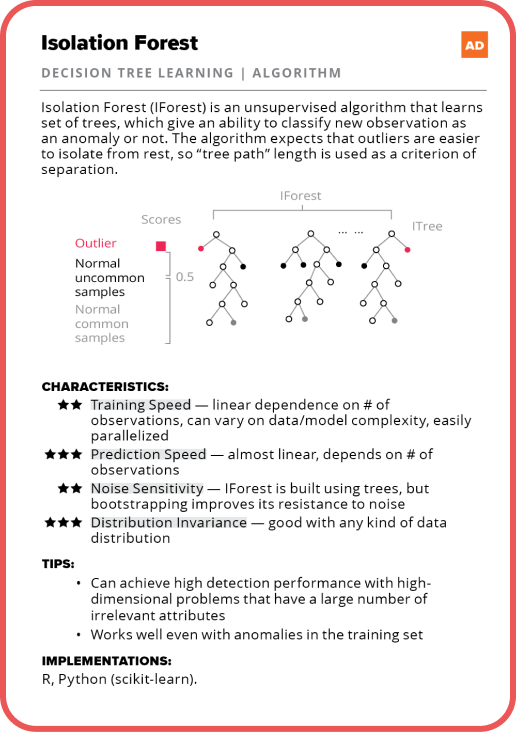 Isolation Forest
AD
DECISION TREE LEARNING | ALGORITHM
Isolation Forest (IForest) is an unsupervised algorithm that learns
set of trees, which give an ability to classify new observation as
an anomaly or not. The algorithm expects that outliers are easier
to isolate from rest, so “tree path” length is used as a criterion of
separation.
IForest
Scores
... ...
ITree
Outlier
Normal
uncommon
samples
0.5
Normal
common
samples
CHARACTERISTICS:
★★ Training Speed — linear dependence on # of
observations, can vary on data/model complexity, easily
parallelized
★★★ Prediction Speed — almost linear, depends on # of
observations
★★ Noise Sensitivity — IForest is built using trees, but
bootstrapping improves its resistance to noise
★★★ Distribution Invariance — good with any kind of data
distribution
TIPS:
• Can achieve high detection performance with high-
dimensional problems that have a large number of
irrelevant attributes
• Works well even with anomalies in the training set
IMPLEMENTATIONS:
R, Python (scikit-learn).